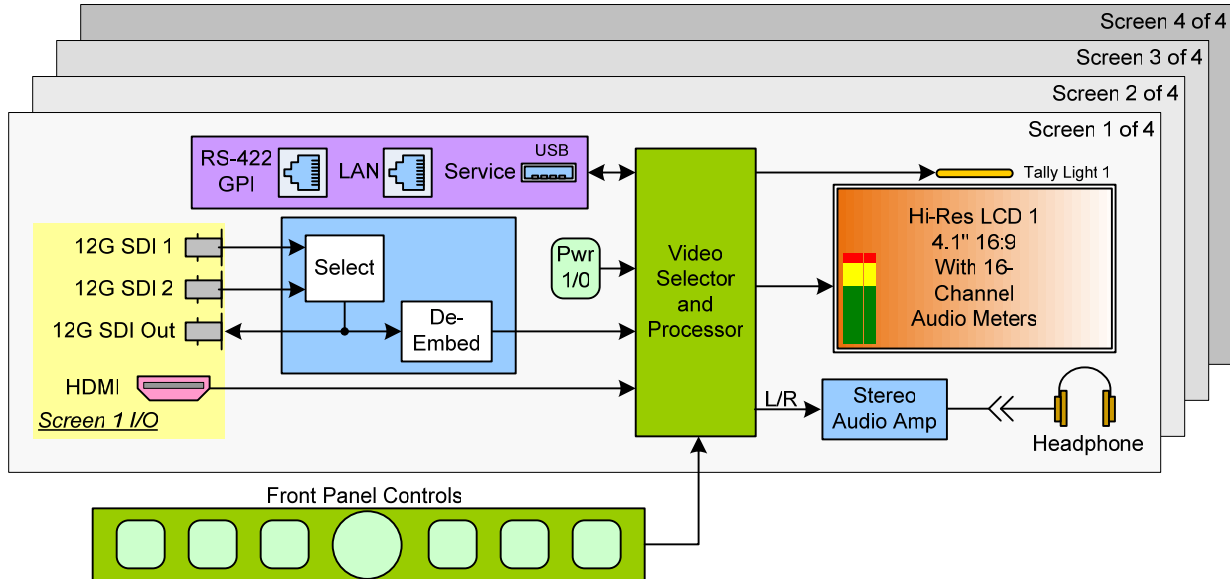 Screen 4 of 4
Screen 3 of 4
Screen 2 of 4
Screen 1 of 4
RS-422
GPI
LAN
Service
USB
Tally Light 1
12G SDI 1
12G SDI 2
12G SDI Out
HDMI
Screen 1 I/O
Select
De-
Embed
Pwr
1/0
Video
Selector
and
Processor
Hi-Res LCD 1
4.1" 16:9
With 16-
Channel
Audio Meters
L/R
Stereo
Audio Amp
Headphone
Front Panel Controls